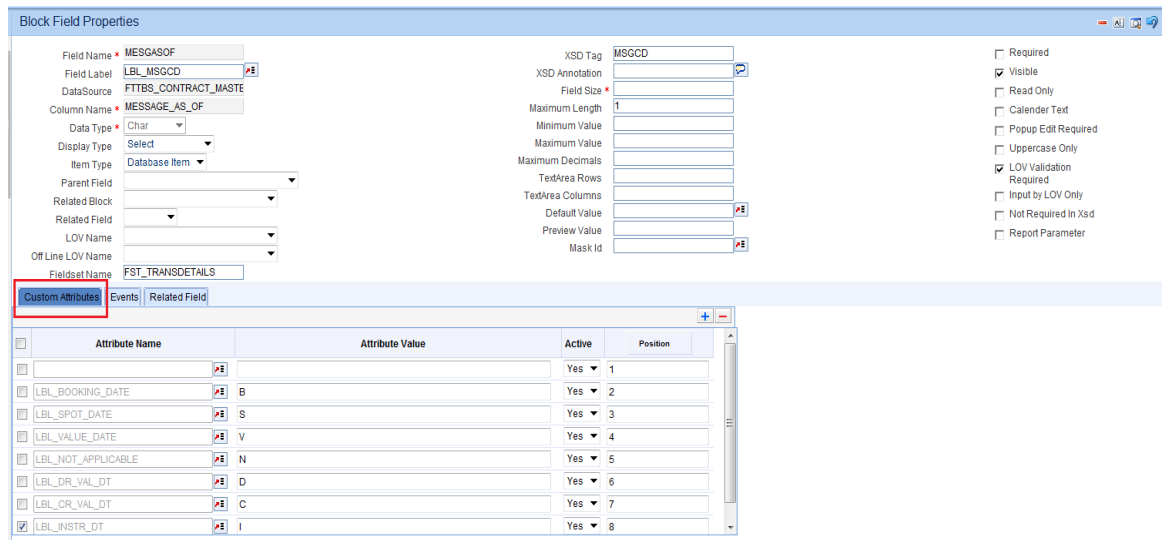 Block Field Properties
Field Name * MESGASOF
Field Label LBL_MSGCD
DataSource FTTBS_CONTRACT_MASTE
Column Name * MESSAGE_AS_OF
Data Type * Char
Display Type Select
Item Type Database Item
Parent Field
Related Block
Related Field
LOV Name
Off Line LOV Name
Fieldset Name FST_TRANSDETAILS
XSD Tag MSGCD
XSD Annotation
Field Size *
Maximum Length 1
Minimum Value
Maximum Value
Maximum Decimals
TextArea Rows
TextArea Columns
Default Value
Preview Value
Mask Id
Required
Visible
Read Only
Calender Text
Popup Edit Required
Uppercase Only
LOV Validation
Required
Input by LOV Only
Not Required In Xsd
Report Parameter
Custom Attributes Events Related Field
Attribute Name Attribute Value Active Position
Yes 1
LBL_BOOKING_DATE B Yes 2
LBL_SPOT_DATE S Yes 3
LBL_VALUE_DATE V Yes 4
LBL_NOT_APPLICABLE N Yes 5
LBL_DR_VAL_DT D Yes 6
LBL_CR_VAL_DT C Yes 7
LBL_INSTR_DT I Yes 8